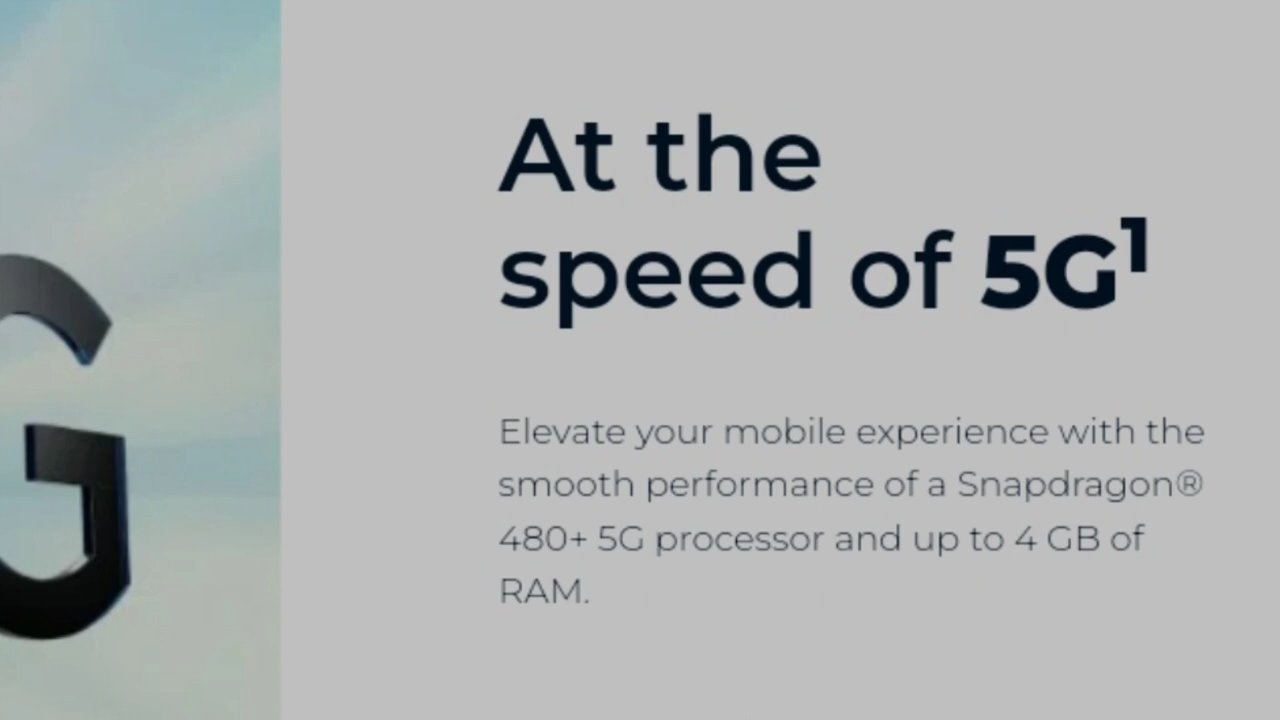 G
At the
speed of 5G¹
Elevate your mobile experience with the
smooth performance of a Snapdragon®
480+ 5G processor and up to 4 GB of
RAM.